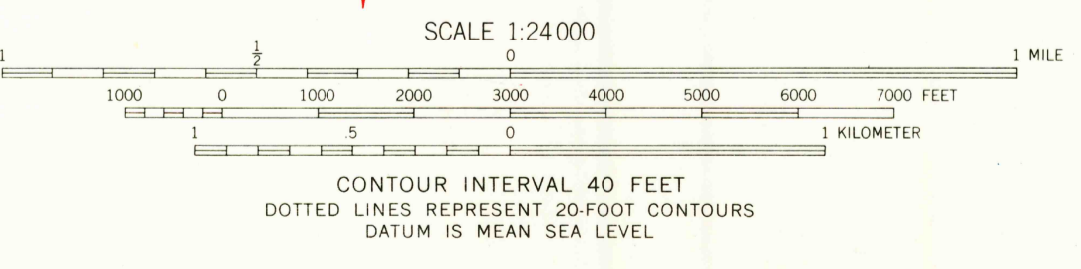 SCALE 1:24 000
1 1/2 0 1 MILE
1000 0 1000 2000 3000 4000 5000 6000 7000 FEET
1 .5 0 1 KILOMETER
CONTOUR INTERVAL 40 FEET
DOTTED LINES REPRESENT 20-FOOT CONTOURS
DATUM IS MEAN SEA LEVEL